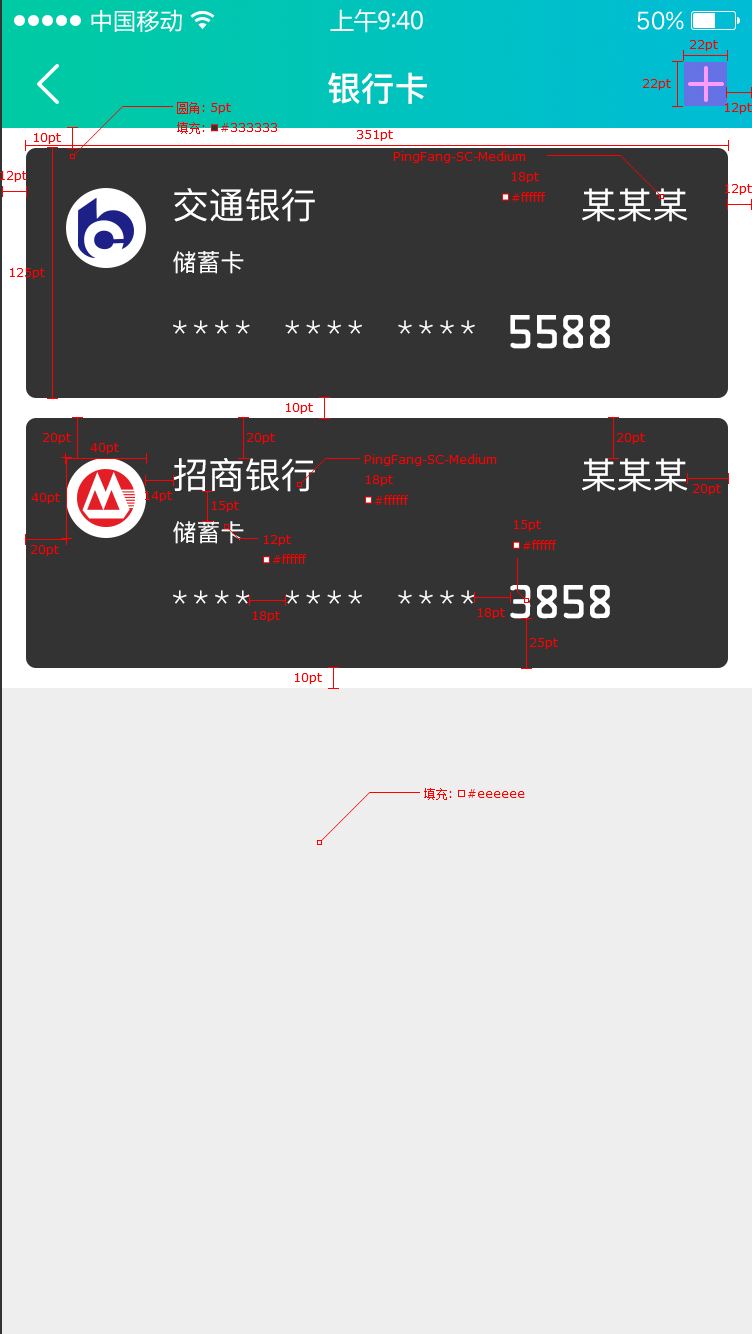 中国移动 上午9:40 50%
22pt
银行卡
22pt
圆角: 5pt
12pt
填充: #333333
10pt
351pt
PingFang-SC-Medium
12pt
18pt
12pt
#ffffff
交通银行 某某某
储蓄卡
125pt
**** **** **** 5588
10pt
20pt
20pt
20pt
40pt
PingFang-SC-Medium
招商银行 某某某
18pt
20pt
40pt
4pt
#ffffff
15pt
15pt
储蓄卡
12pt
#ffffff
20pt
#ffffff
**** **** **** 3858
18pt
18pt
25pt
10pt
填充: #eeeeee